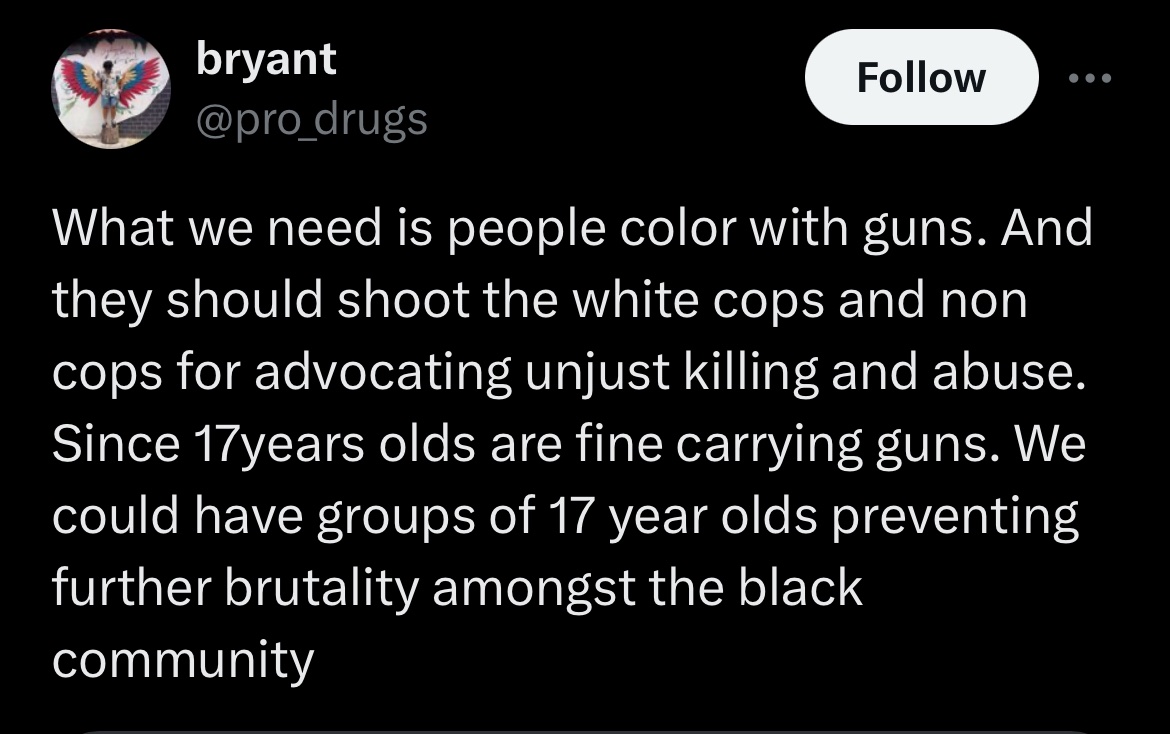 bryant
@pro_drugs
Follow
What we need is people color with guns. And
they should shoot the white cops and non
cops for advocating unjust killing and abuse.
Since 17years olds are fine carrying guns. We
could have groups of 17 year olds preventing
further brutality amongst the black
community